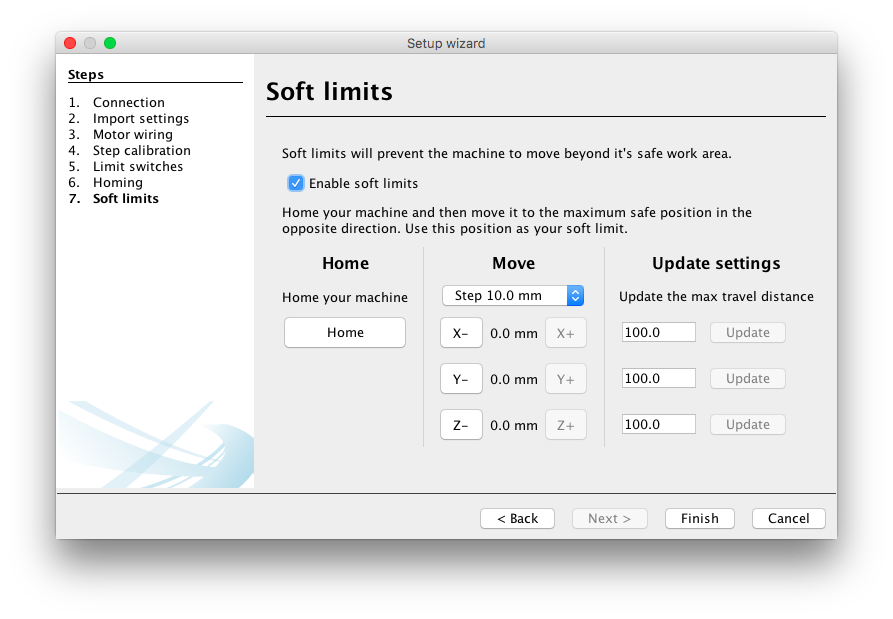 Setup wizard
Steps
1. Connection
2. Import settings
3. Motor wiring
4. Step calibration
5. Limit switches
6. Homing
7. Soft limits
Soft limits
Soft limits will prevent the machine to move beyond it's safe work area.
Enable soft limits
Home your machine and then move it to the maximum safe position in the
opposite direction. Use this position as your soft limit.
Home
Home your machine
Home
Move
Step 10.0 mm
X- 0.0 mm X+
Y- 0.0 mm Y+
Z- 0.0 mm Z+
Update settings
Update the max travel distance
100.0 Update
100.0 Update
100.0 Update
< Back Next > Finish Cancel